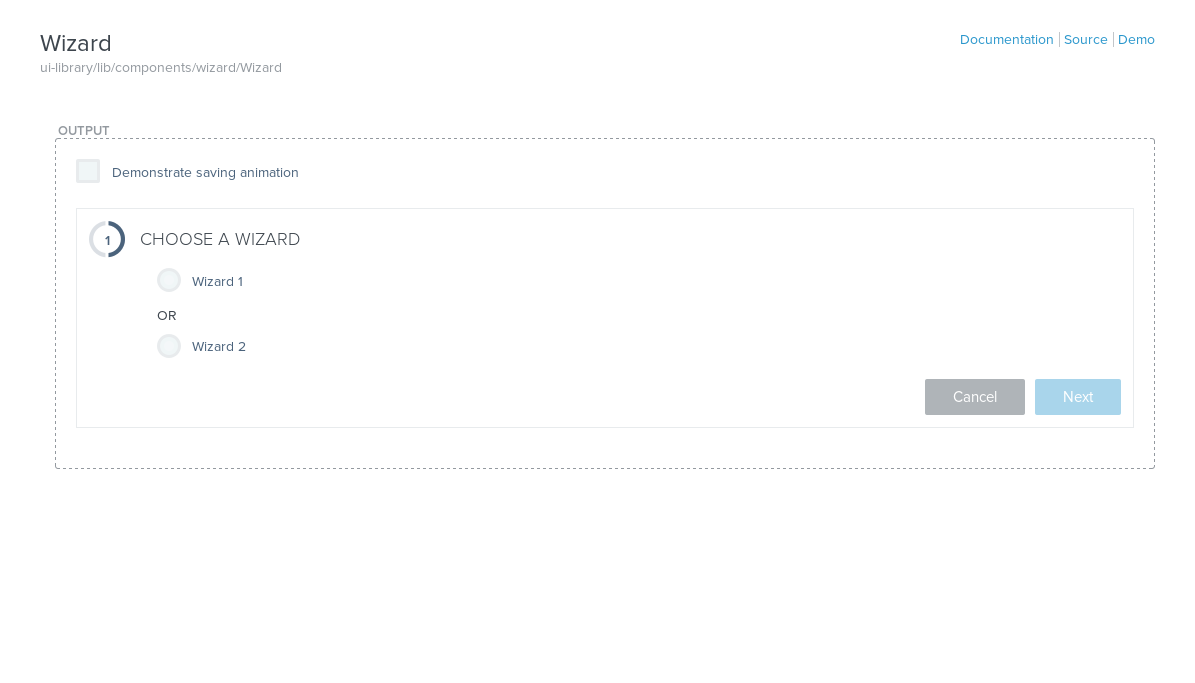 Wizard
Documentation Source Demo
ui-library/lib/components/wizard/Wizard
OUTPUT
Demonstrate saving animation
1 CHOOSE A WIZARD
Wizard 1
OR
Wizard 2
Cancel Next